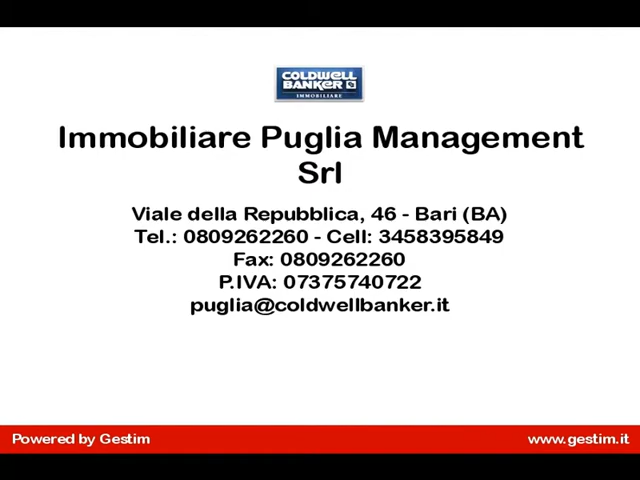 COLDWELL
BANKER CB
IMMOBILIARE
Immobiliare Puglia Management
Srl
Viale della Repubblica, 46 - Bari (BA)
Tel.: 0809262260 - Cell: 3458395849
Fax: 0809262260
P.IVA: 07375740722
puglia@coldwellbanker.it
Powered by Gestim
www.gestim.it